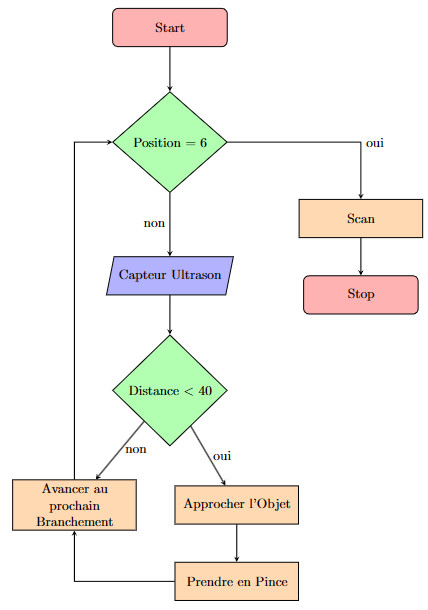 Start
Position = 6
oui
non
Scan
Capteur Ultrason
Stop
Distance < 40
non
oui
Avancer au
prochain
Branchement
Approcher l'Objet
Prendre en Pince